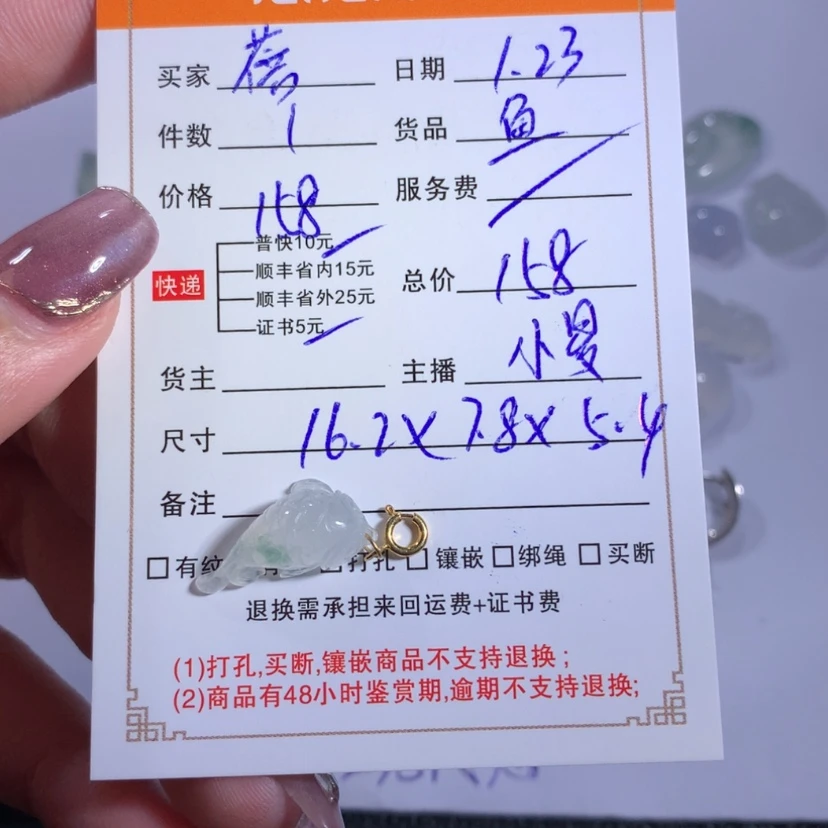 买家 蓓 日期 1.23
件数 1 货品 鱼
价格 158 服务费
普快10元
顺丰省内15元
快递 总价 158
顺丰省外25元
证书5元
货主 主播 小曼
尺寸 16.2×7.8×5.4
备注
有纹 打孔 镶嵌 绑绳 买断
退换需承担来回运费+证书费
(1)打孔,买断,镶嵌商品不支持退换;
(2)商品有48小时鉴赏期,逾期不支持退换;